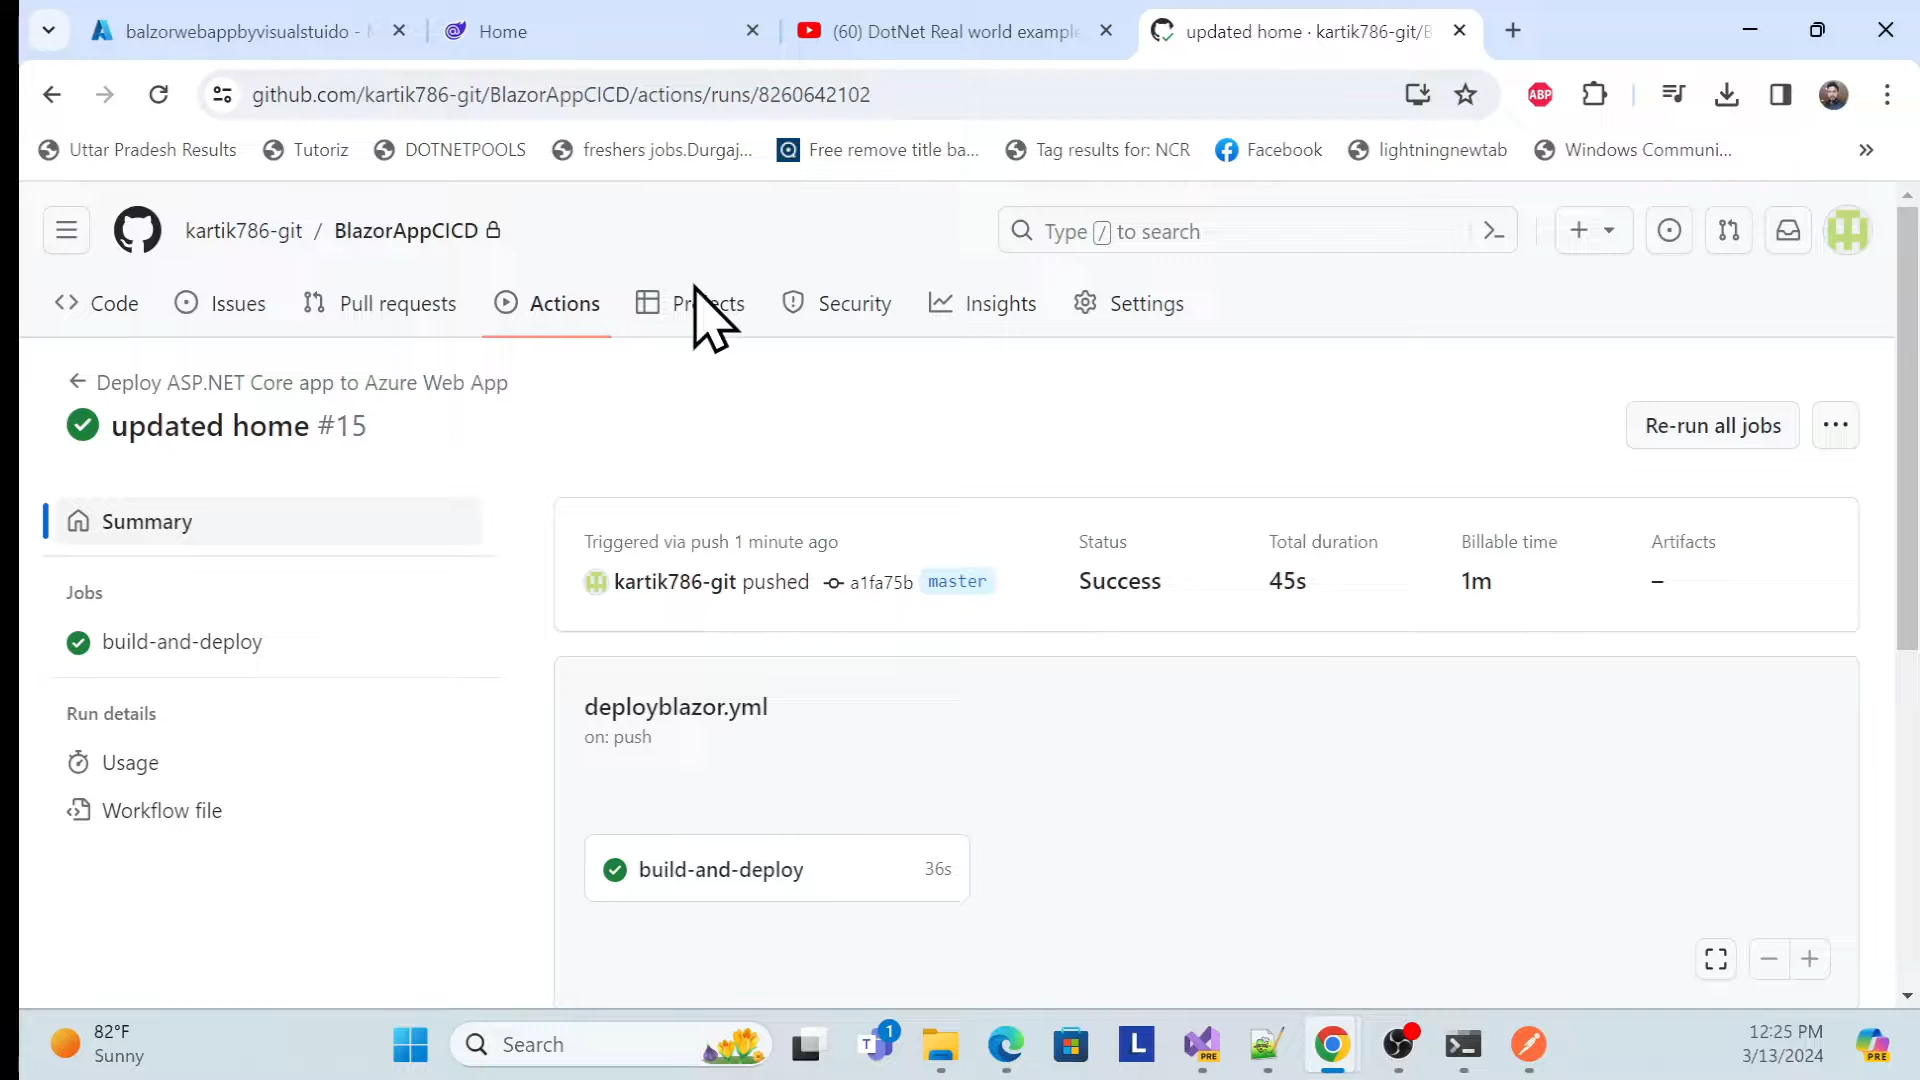 balzorwebappbyvisualstuido -
Home
(60) DotNet Real world example
updated home · kartik786-git/B
github.com/kartik786-git/BlazorAppCICD/actions/runs/8260642102
ABP
Uttar Pradesh Results
Tutoriz
DOTNETPOOLS
freshers jobs.Durgaj...
Free remove title ba...
Tag results for: NCR
Facebook
lightningnewtab
Windows Communi...
kartik786-git / BlazorAppCICD
Type / to search
Code
Issues
Pull requests
Actions
Projects
Security
Insights
Settings
Deploy ASP.NET Core app to Azure Web App
updated home #15
Re-run all jobs
Summary
Jobs
build-and-deploy
Run details
Usage
Workflow file
Triggered via push 1 minute ago
kartik786-git pushed a1fa75b master
Status
Success
Total duration
45s
Billable time
1m
Artifacts
–
deployblazor.yml
on: push
build-and-deploy 36s
82°F
Sunny
Search
1
T
L
PRE
12:25 PM
3/13/2024
PRE